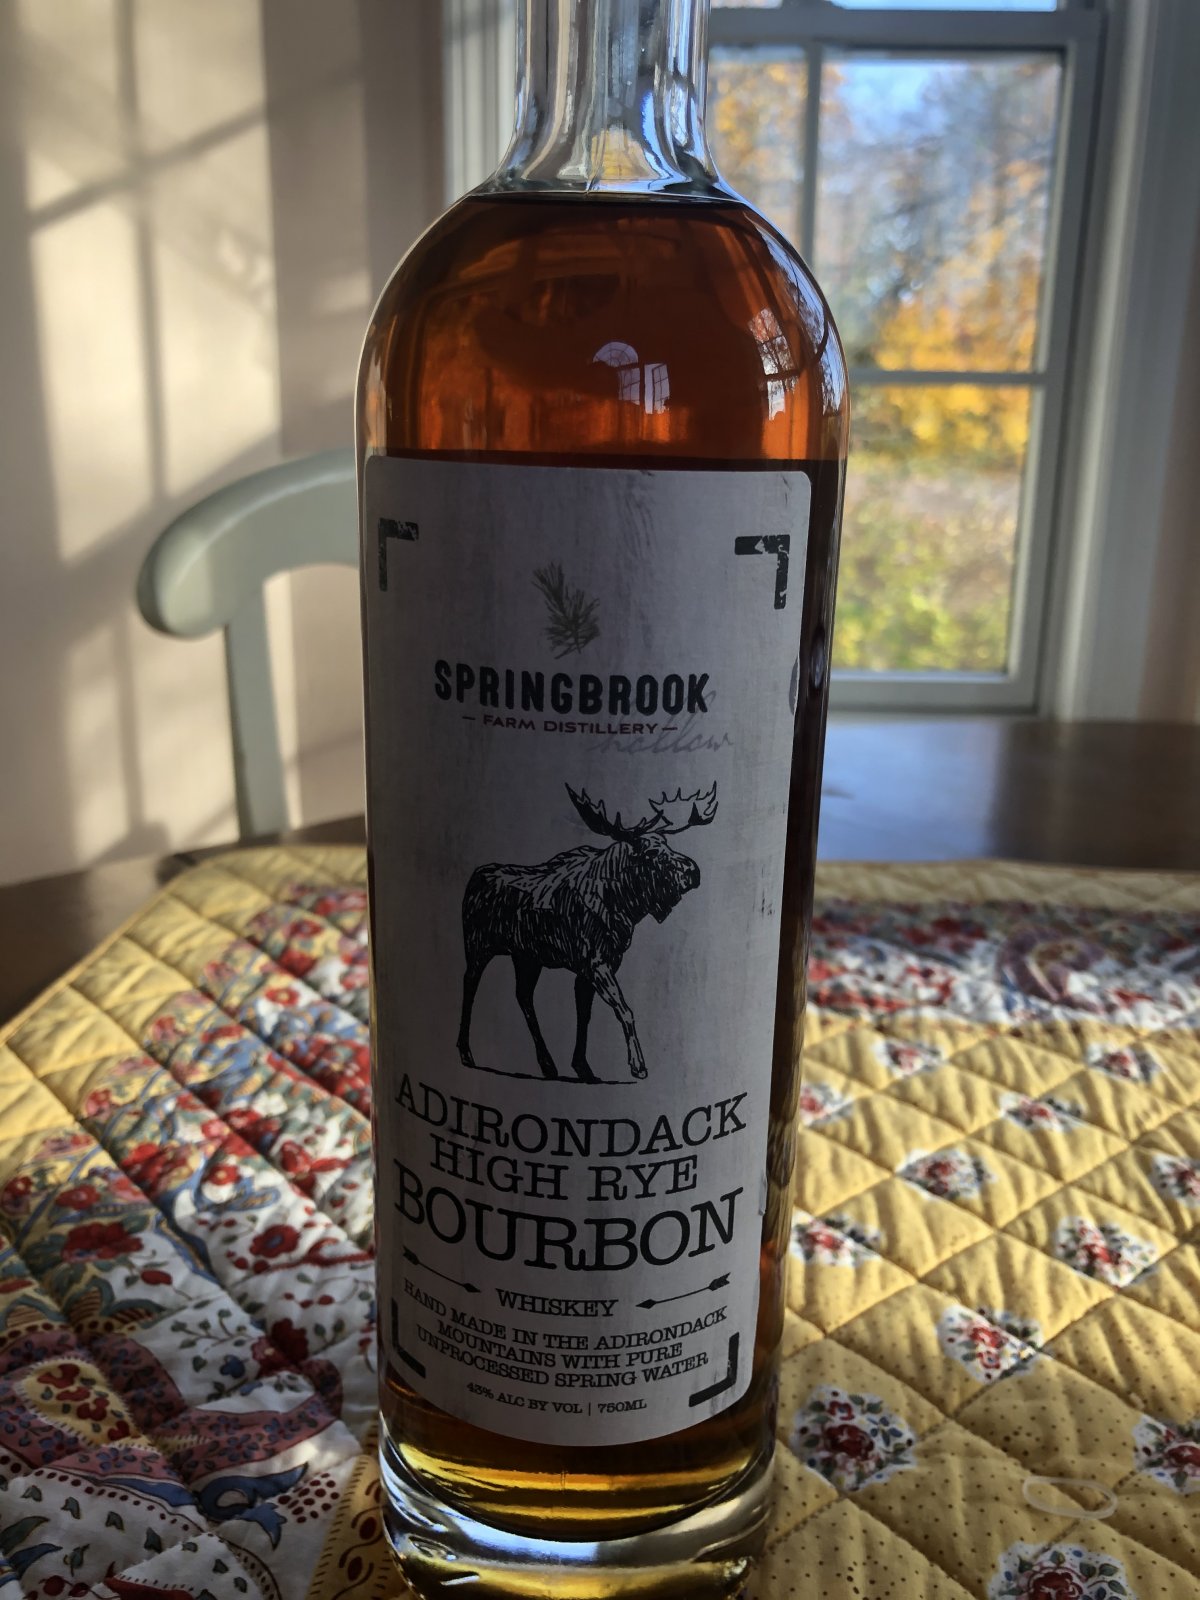 SPRINGBROOK
hollow
— FARM DISTILLERY —
ADIRONDACK
HIGH RYE
BOURBON
WHISKEY
HAND MADE IN THE ADIRONDACK
MOUNTAINS WITH PURE
UNPROCESSED SPRING WATER
43% ALC BY VOL | 750ML